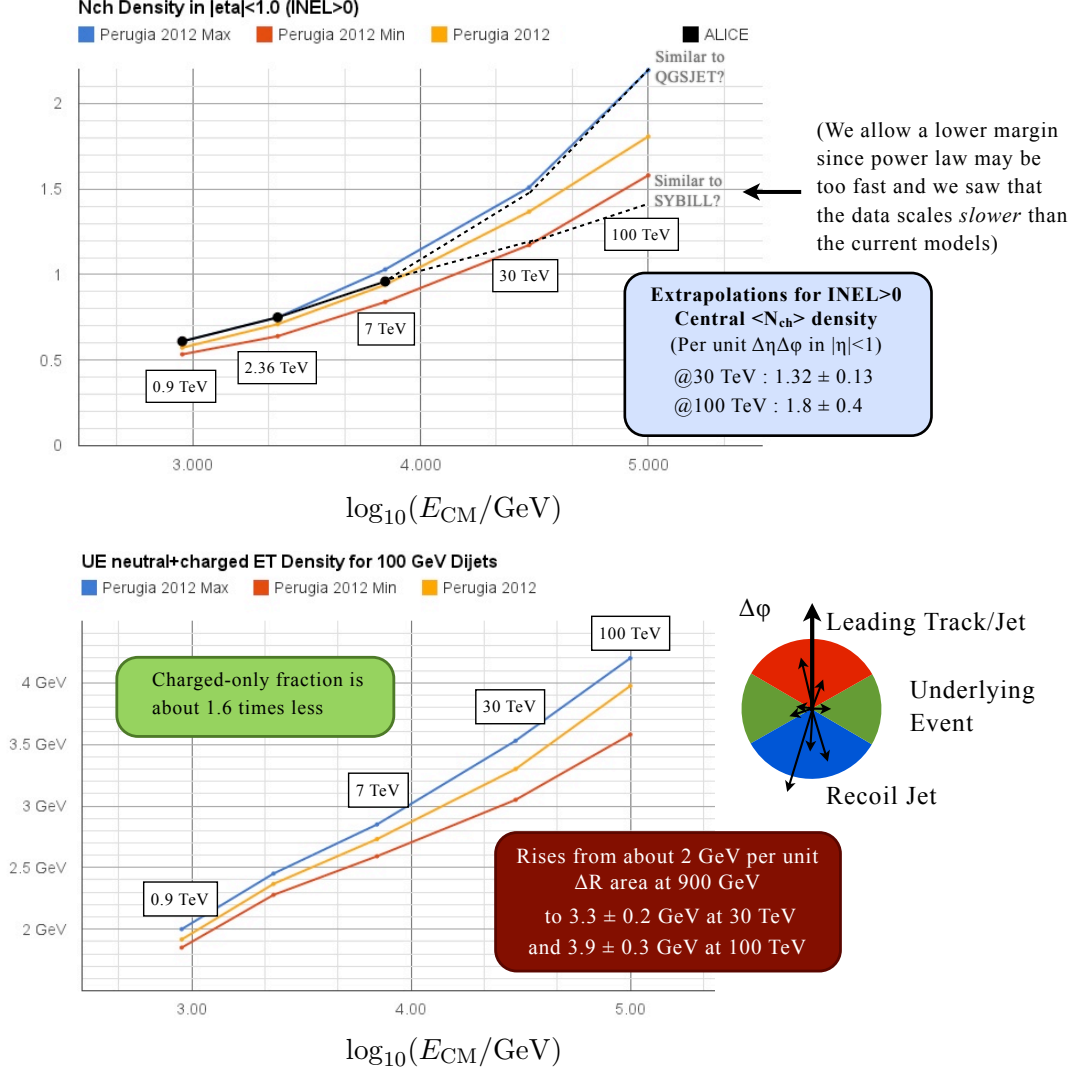 Nch Density in |eta|<1.0 (INEL>0)
Perugia 2012 Max Perugia 2012 Min Perugia 2012 ALICE
Similar to
QGSJET?
2
1.5
1
0.5
0
Similar to
SYBILL?
100 TeV
30 TeV
7 TeV
2.36 TeV
0.9 TeV
(We allow a lower margin
since power law may be
too fast and we saw that
the data scales slower than
the current models)
Extrapolations for INEL>0
Central <N_ch> density
(Per unit ΔηΔφ in |η|<1)
@30 TeV : 1.32 ± 0.13
@100 TeV : 1.8 ± 0.4
3.000 4.000 5.000
log₁₀(E_CM/GeV)
UE neutral+charged ET Density for 100 GeV Dijets
Perugia 2012 Max Perugia 2012 Min Perugia 2012
4 GeV
3.5 GeV
3 GeV
2.5 GeV
2 GeV
Charged-only fraction is
about 1.6 times less
100 TeV
30 TeV
7 TeV
0.9 TeV
Δφ
Leading Track/Jet
Underlying
Event
Recoil Jet
Rises from about 2 GeV per unit
ΔR area at 900 GeV
to 3.3 ± 0.2 GeV at 30 TeV
and 3.9 ± 0.3 GeV at 100 TeV
3.00 4.00 5.00
log₁₀(E_CM/GeV)